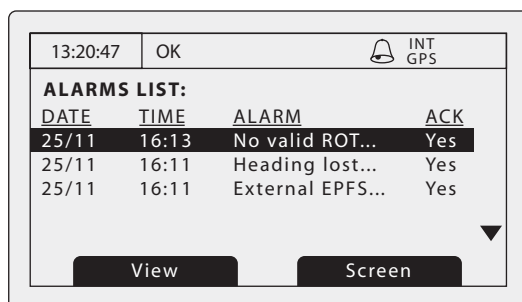 13:20:47 OK INT
GPS
ALARMS LIST:
DATE TIME ALARM ACK
25/11 16:13 No valid ROT... Yes
25/11 16:11 Heading lost... Yes
25/11 16:11 External EPFS... Yes
View Screen